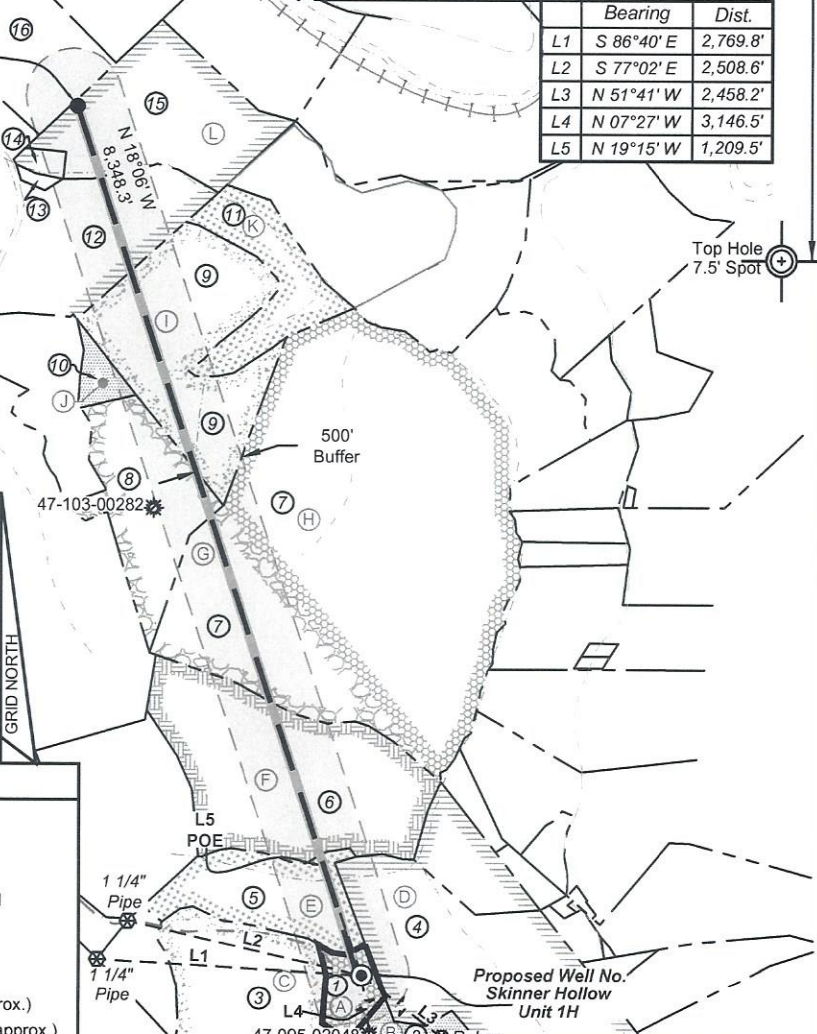 Bearing Dist.
L1 S 86°40' E 2,769.8'
L2 S 77°02' E 2,508.6'
L3 N 51°41' W 2,458.2'
L4 N 07°27' W 3,146.5'
L5 N 19°15' W 1,209.5'
16
15
L
14
13
N 18°06' W
8,348.3'
12
11
K
9
Top Hole
7.5' Spot
I
10
J
9
500'
Buffer
8
47-103-00282
7
H
G
7
GRID NORTH
F
6
L5
POE
1 1/4"
Pipe
5
E
D
4
L2
L1
1 1/4"
Pipe
C
3
1
A
L4
L3
Proposed Well No.
Skinner Hollow
Unit 1H
rox.)
approx.)
B